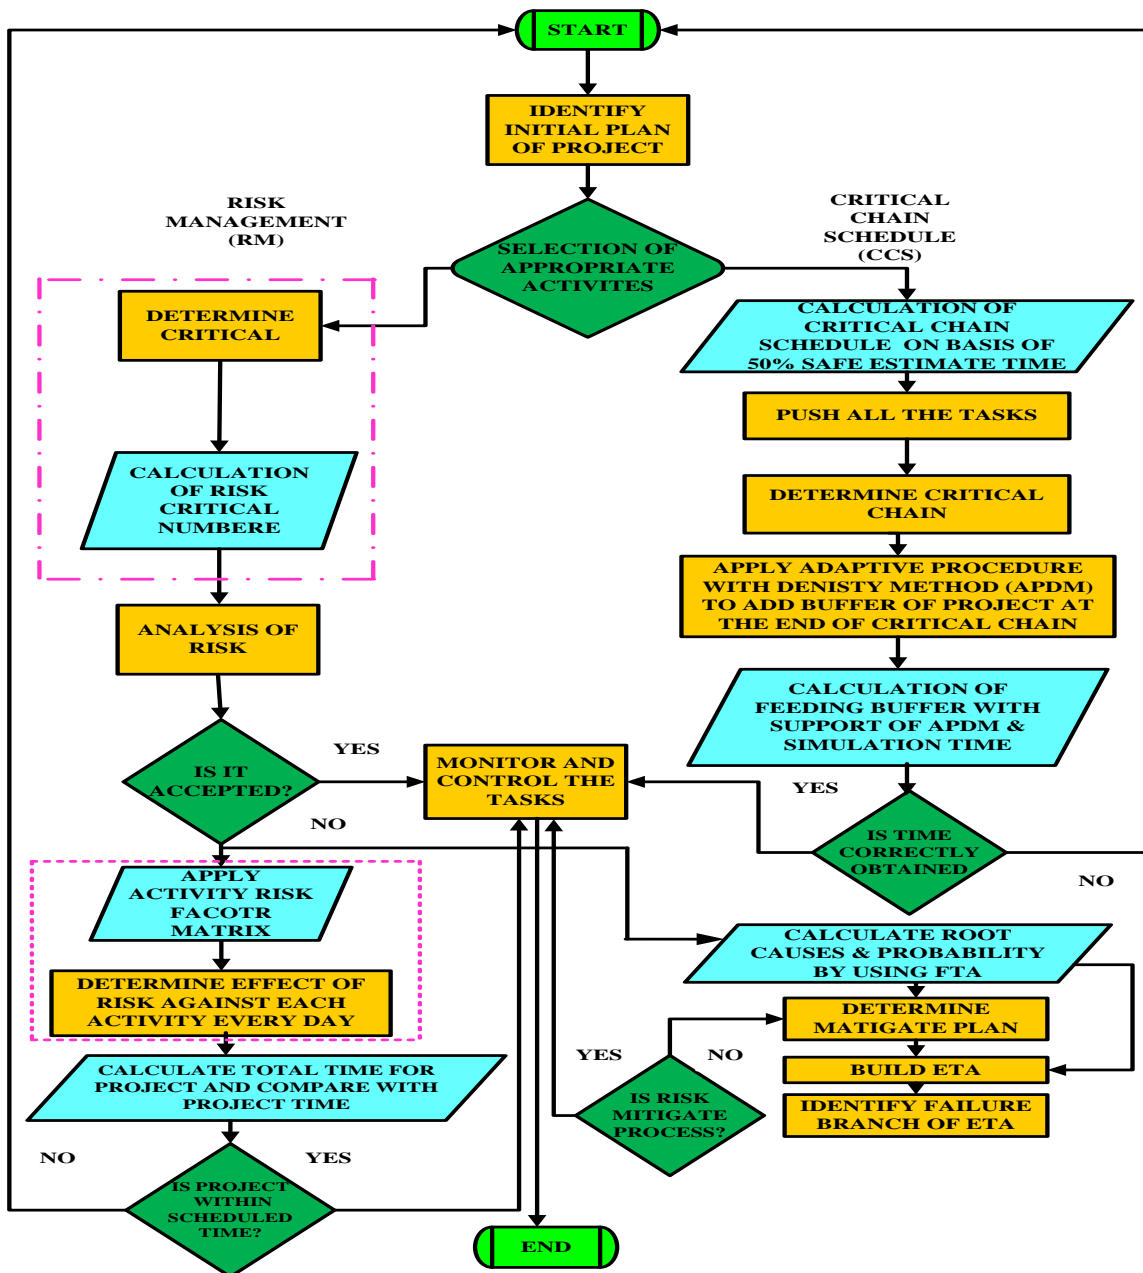 START
IDENTIFY
INITIAL PLAN
OF PROJECT
RISK
MANAGEMENT
(RM)
CRITICAL
CHAIN
SCHEDULE
(CCS)
SELECTION OF
APPROPRIATE
ACTIVITES
DETERMINE
CRITICAL
CALCULATION OF
CRITICAL CHAIN
SCHEDULE ON BASIS OF
50% SAFE ESTIMATE TIME
PUSH ALL THE TASKS
CALCULATION
OF RISK
CRITICAL
NUMBERE
DETERMINE CRITICAL
CHAIN
APPLY ADAPTIVE PROCEDURE
WITH DENISTY METHOD (APDM)
TO ADD BUFFER OF PROJECT AT
THE END OF CRITICAL CHAIN
ANALYSIS OF
RISK
CALCULATION OF
FEEDING BUFFER WITH
SUPPORT OF APDM &
SIMULATION TIME
IS IT
ACCEPTED?
YES
NO
MONITOR AND
CONTROL THE
TASKS
YES
IS TIME
CORRECTLY
OBTAINED
NO
APPLY
ACTIVITY RISK
FACOTR
MATRIX
CALCULATE ROOT
CAUSES & PROBABILITY
BY USING FTA
DETERMINE EFFECT OF
RISK AGAINST EACH
ACTIVITY EVERY DAY
DETERMINE
MATIGATE PLAN
YES
NO
BUILD ETA
CALCULATE TOTAL TIME FOR
PROJECT AND COMPARE WITH
PROJECT TIME
IS RISK
MITIGATE
PROCESS?
IDENTIFY FAILURE
BRANCH OF ETA
NO
YES
IS PROJECT
WITHIN
SCHEDULED
TIME?
END